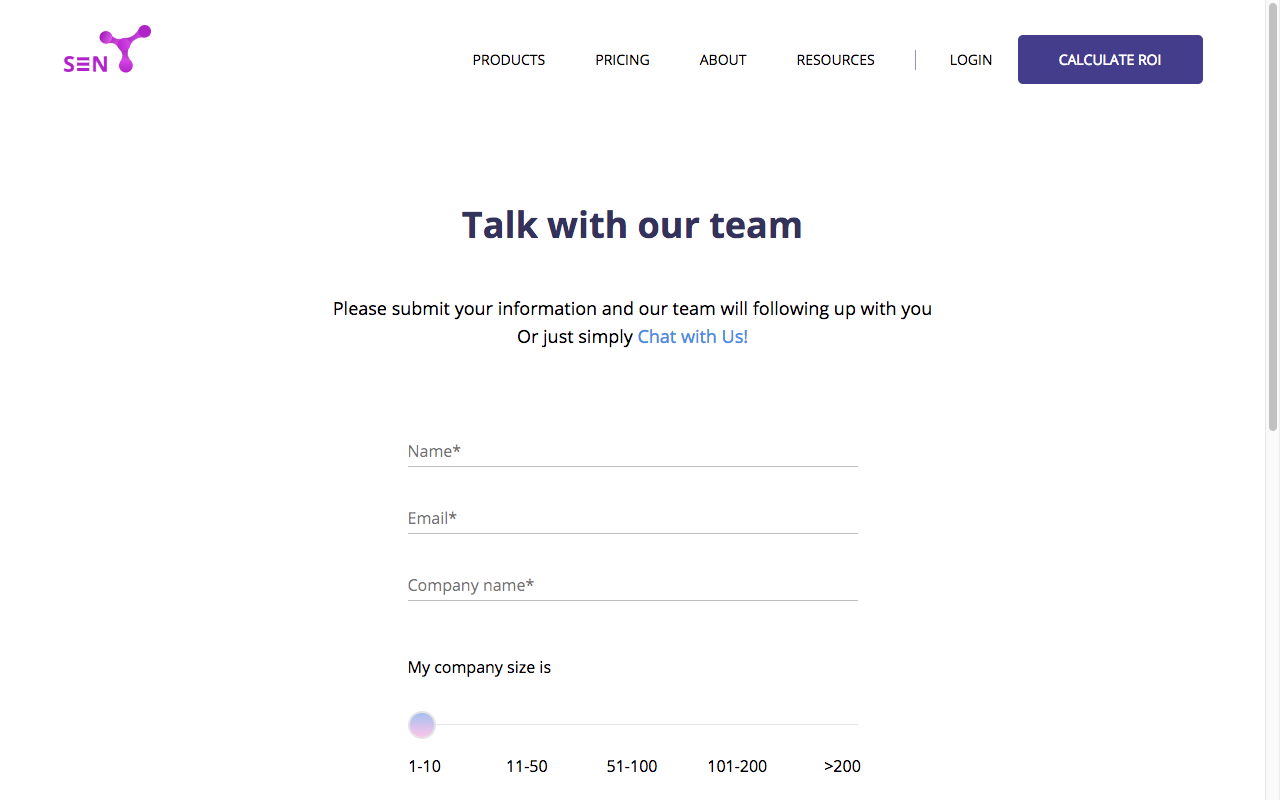 SEN
PRODUCTS
PRICING
ABOUT
RESOURCES
LOGIN
CALCULATE ROI
Talk with our team
Please submit your information and our team will following up with you
Or just simply Chat with Us!
Name*
Email*
Company name*
My company size is
1-10
11-50
51-100
101-200
>200